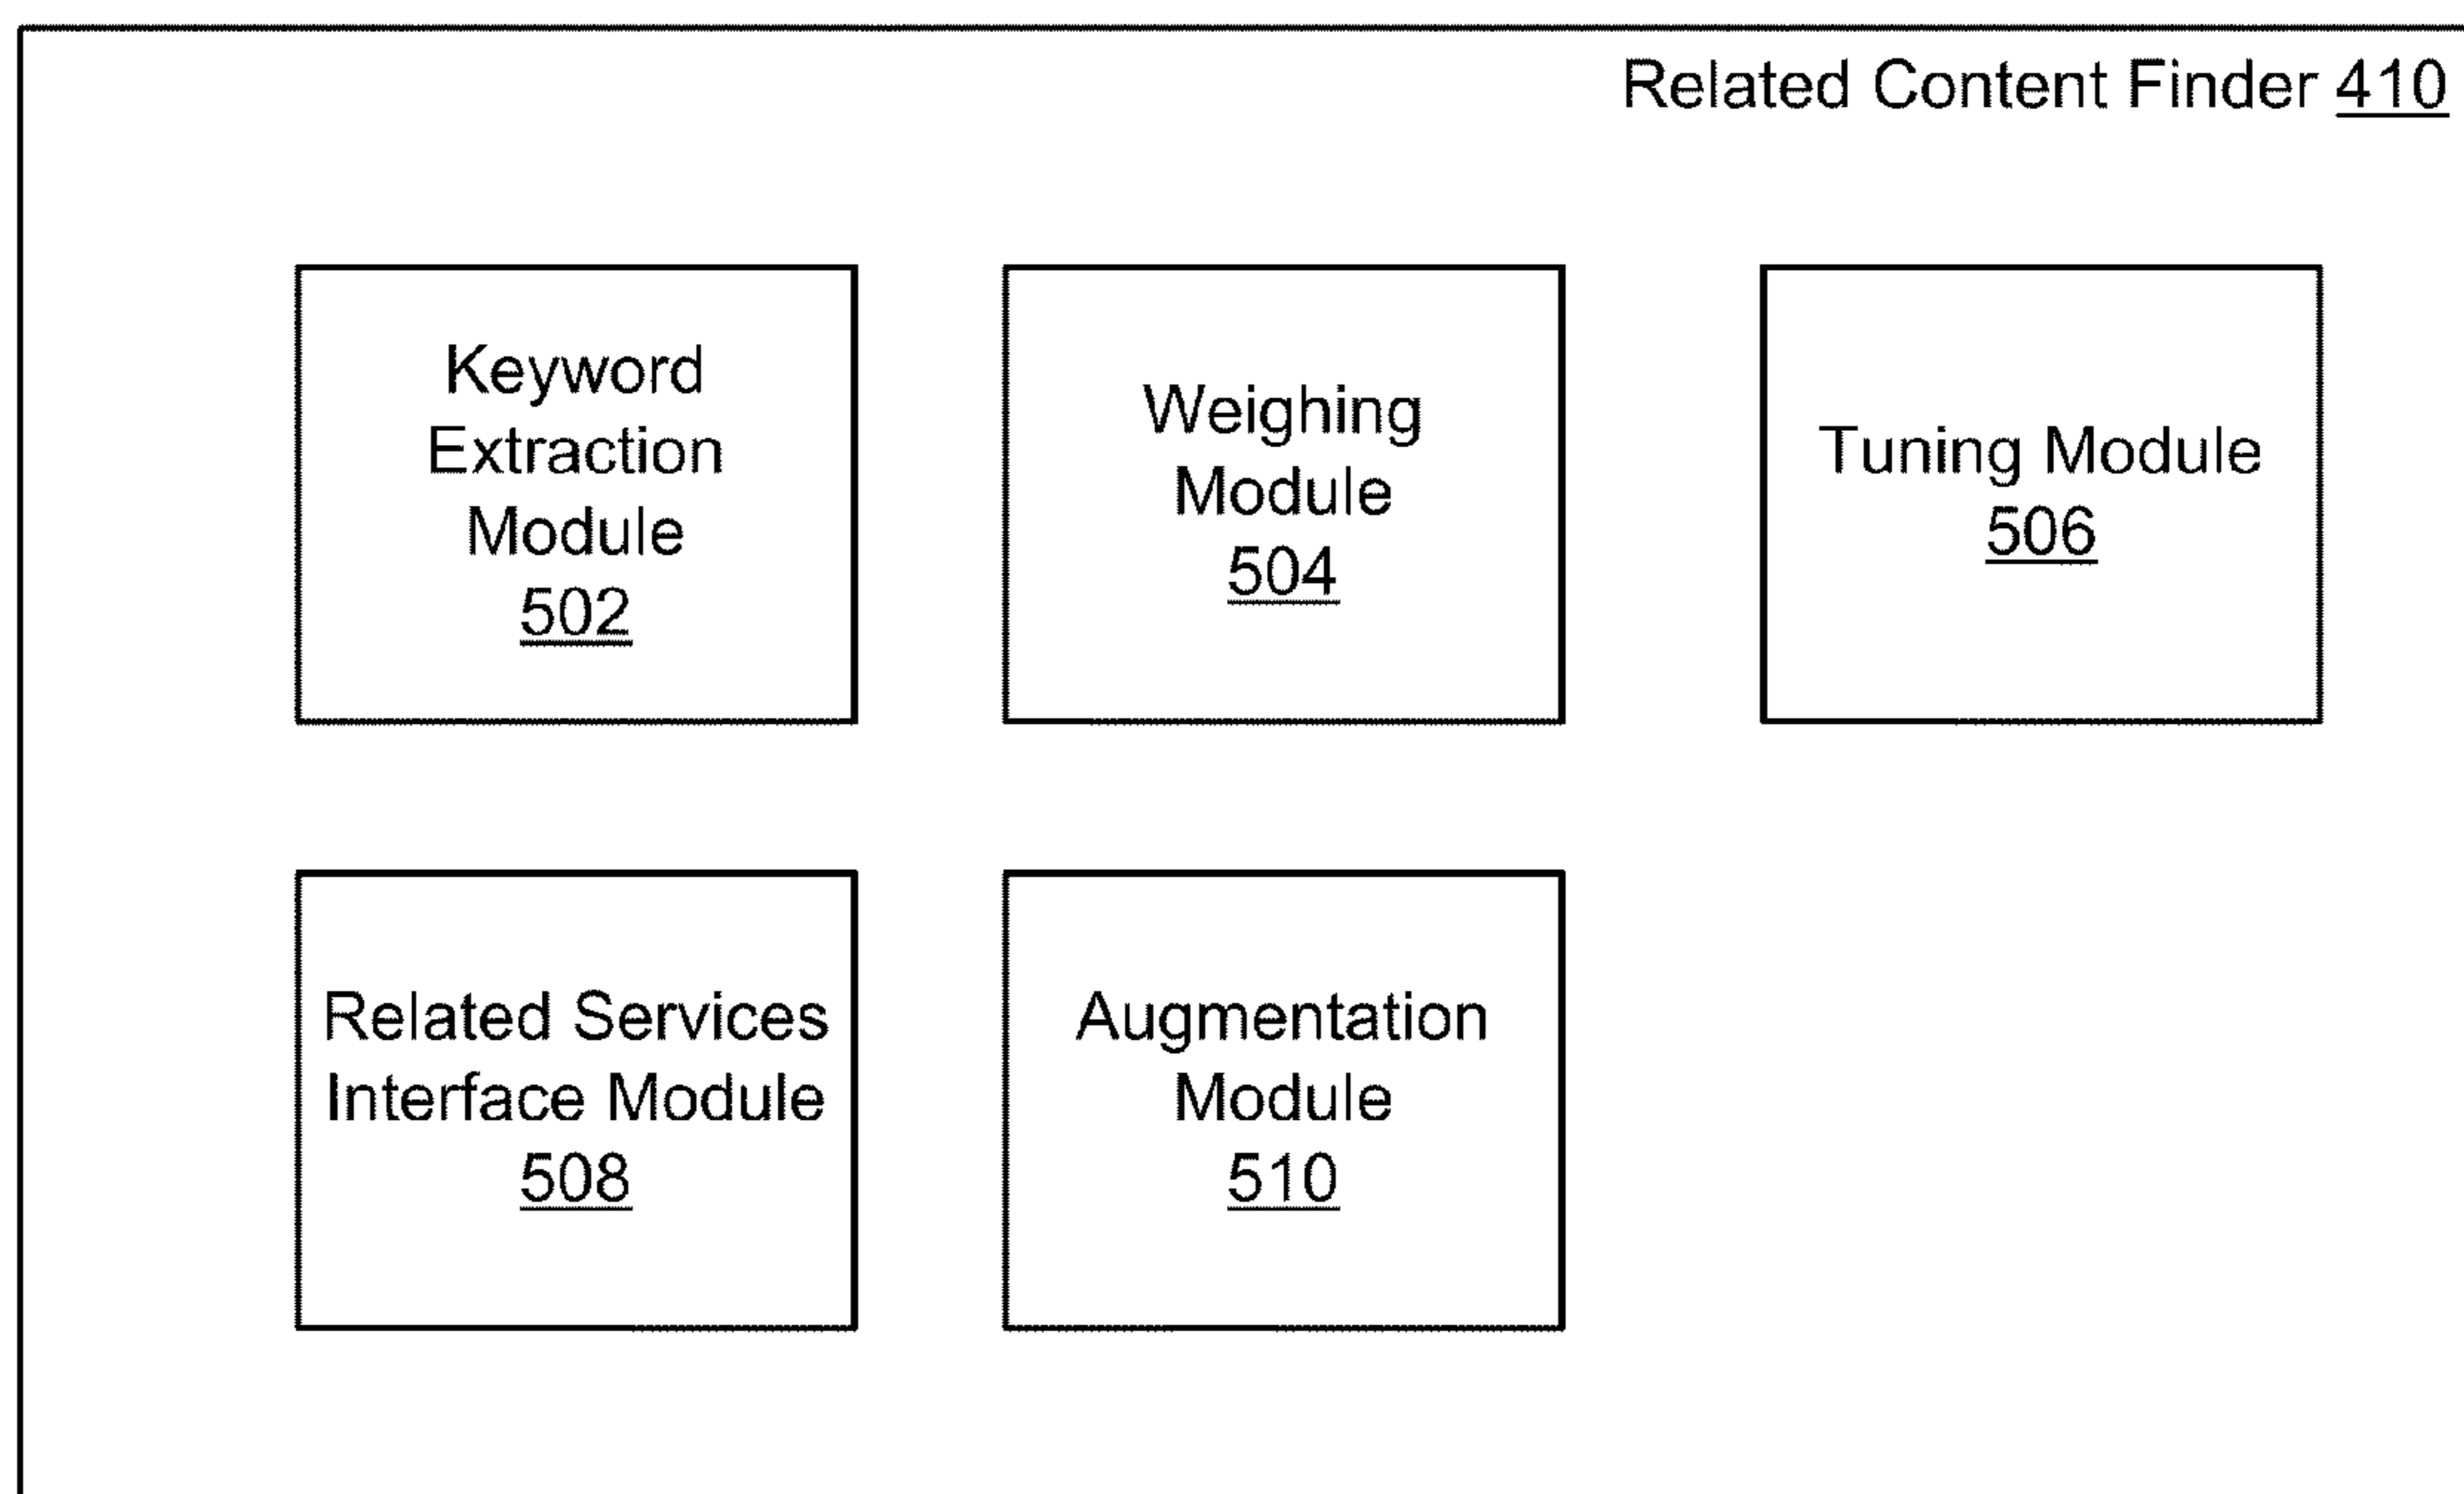 Related Content Finder 410
Keyword
Extraction
Module
502
Weighing
Module
504
Tuning Module
506
Related Services
Interface Module
508
Augmentation
Module
510